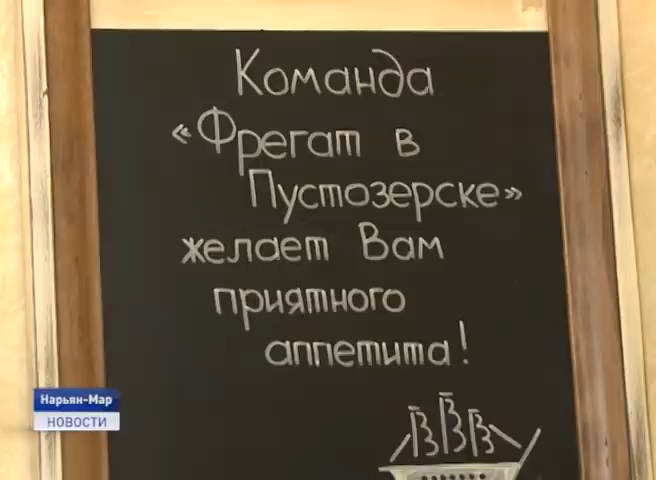 Команда
«Фрегат в
Пустозерске»
желает Вам
приятного
аппетита!
Нарьян-Мар
НОВОСТИ